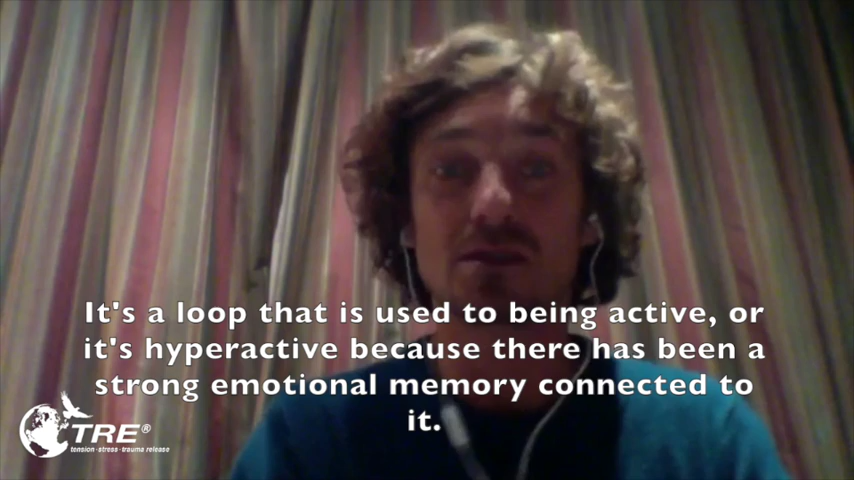 It's a loop that is used to being active, or
it's hyperactive because there has been a
strong emotional memory connected to
it.
TRE®
tension-stress-trauma release